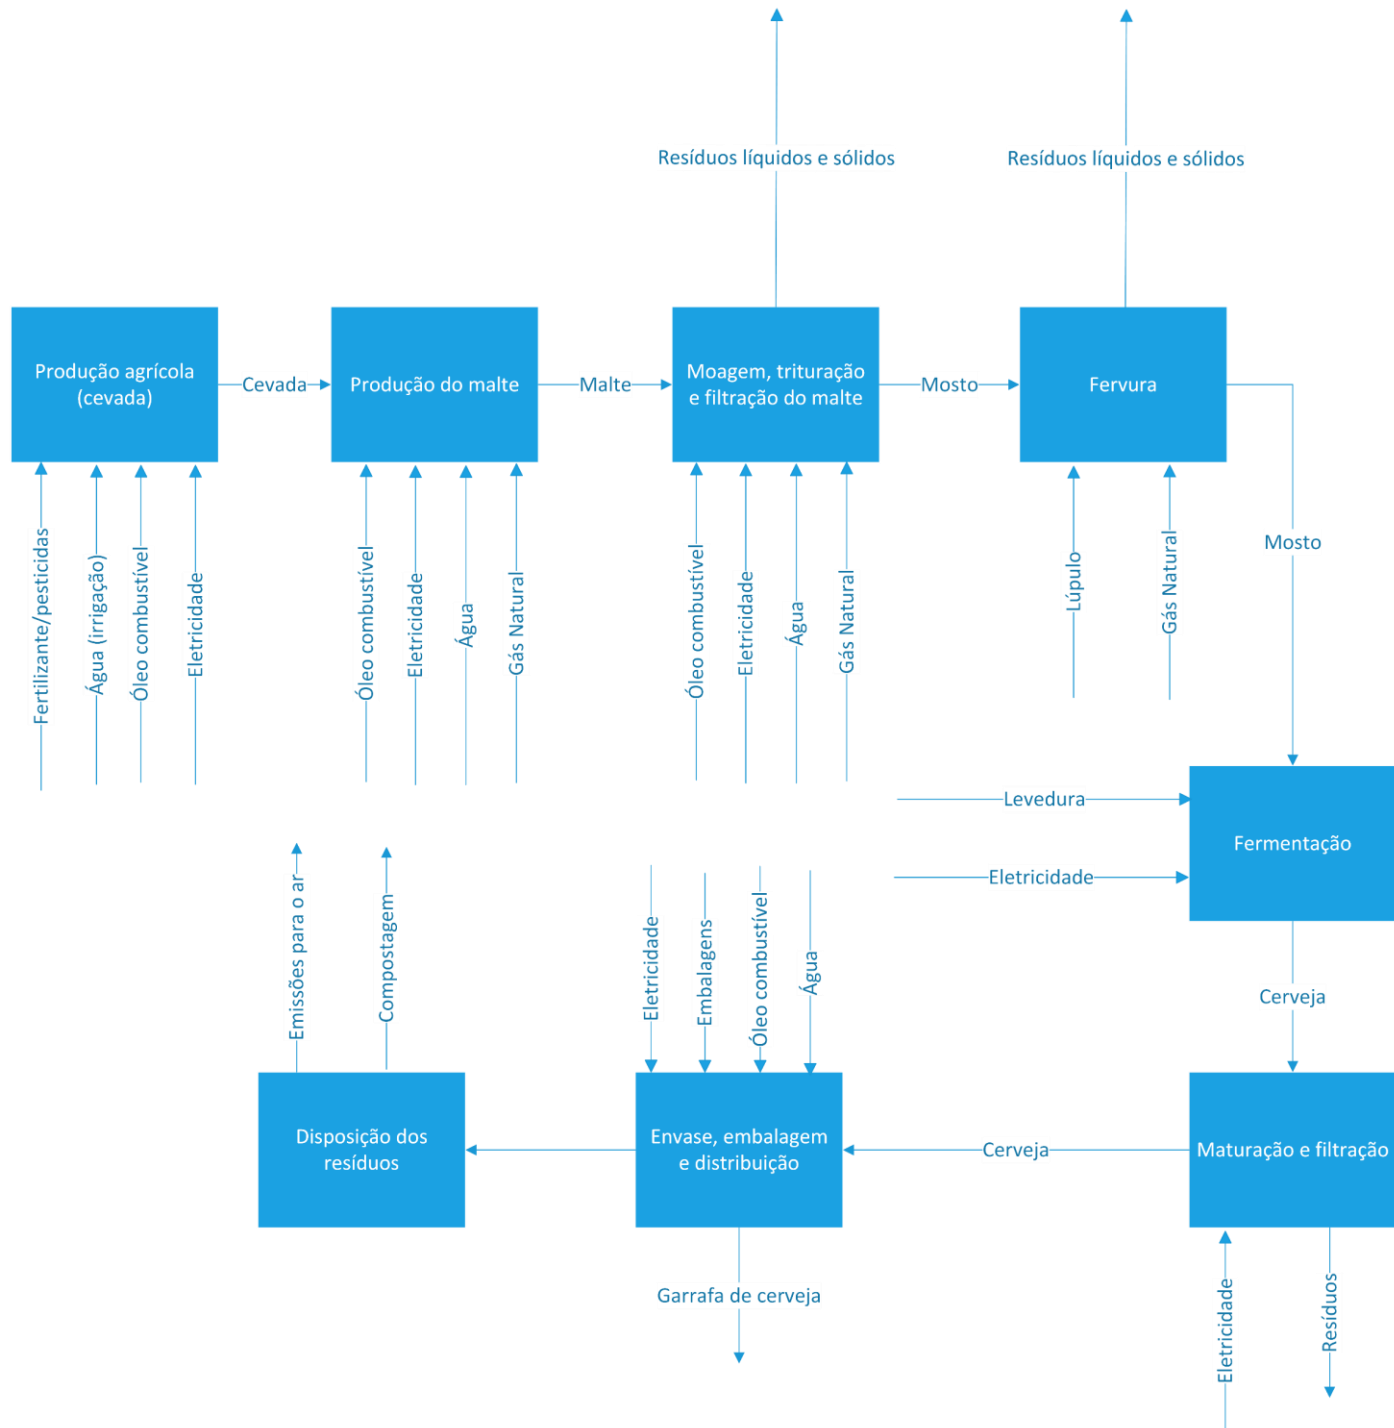 Resíduos líquidos e sólidos
Resíduos líquidos e sólidos
Produção agrícola
(cevada)
Cevada
Produção do malte
Malte
Moagem, trituração
e filtração do malte
Mosto
Fervura
Fertilizante/pesticidas
Água (irrigação)
Óleo combustível
Eletricidade
Óleo combustível
Eletricidade
Água
Gás Natural
Óleo combustível
Eletricidade
Água
Gás Natural
Lúpulo
Gás Natural
Mosto
Levedura
Eletricidade
Fermentação
Emissões para o ar
Compostagem
Eletricidade
Embalagens
Óleo combustível
Água
Cerveja
Disposição dos
resíduos
Envase, embalagem
e distribuição
Cerveja
Maturação e filtração
Garrafa de cerveja
Eletricidade
Resíduos